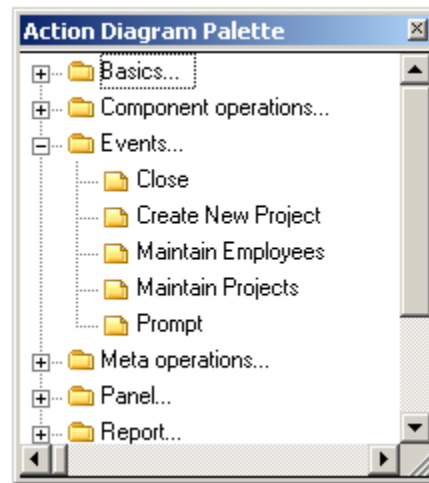 Action Diagram Palette
Basics...
Component operations...
Events...
Close
Create New Project
Maintain Employees
Maintain Projects
Prompt
Meta operations...
Panel...
Report...